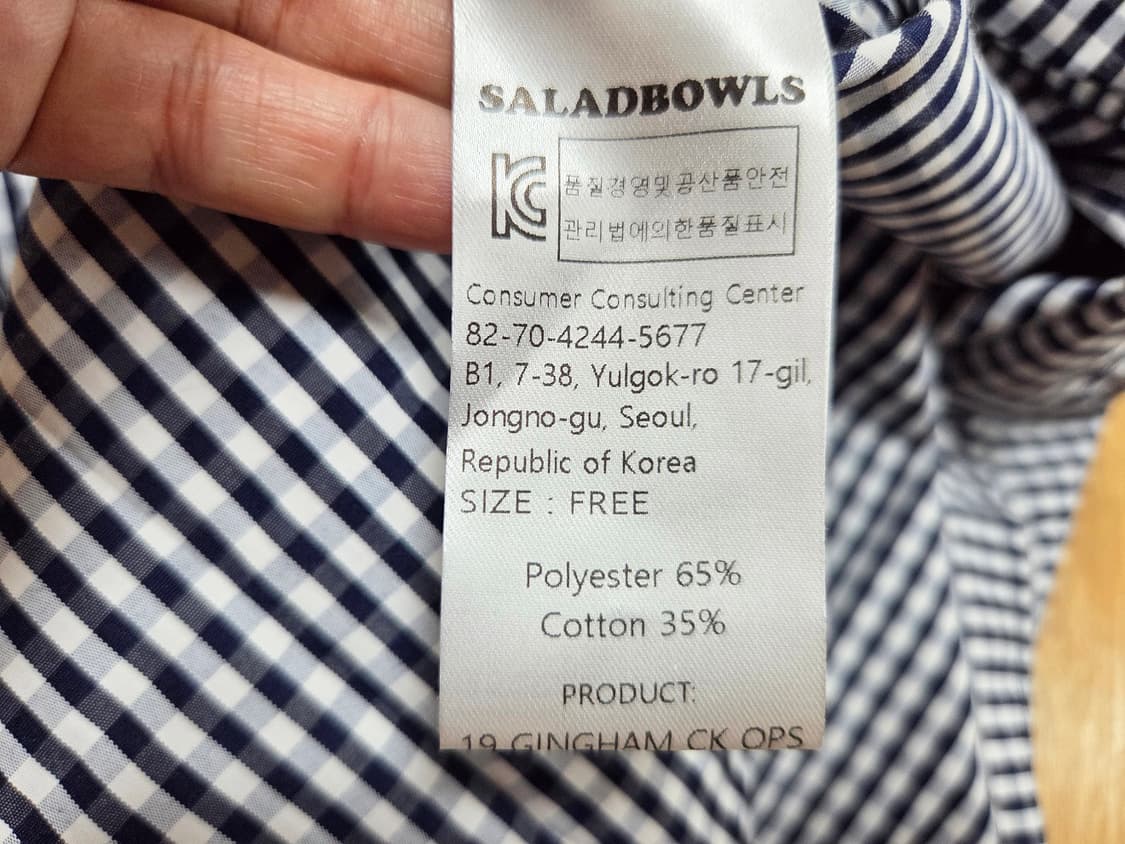 SALADBOWLS
KC
품질경영및공산품안전
관리법에의한품질표시
Consumer Consulting Center
82-70-4244-5677
B1, 7-38, Yulgok-ro 17-gil,
Jongno-gu, Seoul,
Republic of Korea
SIZE : FREE
Polyester 65%
Cotton 35%
PRODUCT:
19 GINGHAM CK OPS